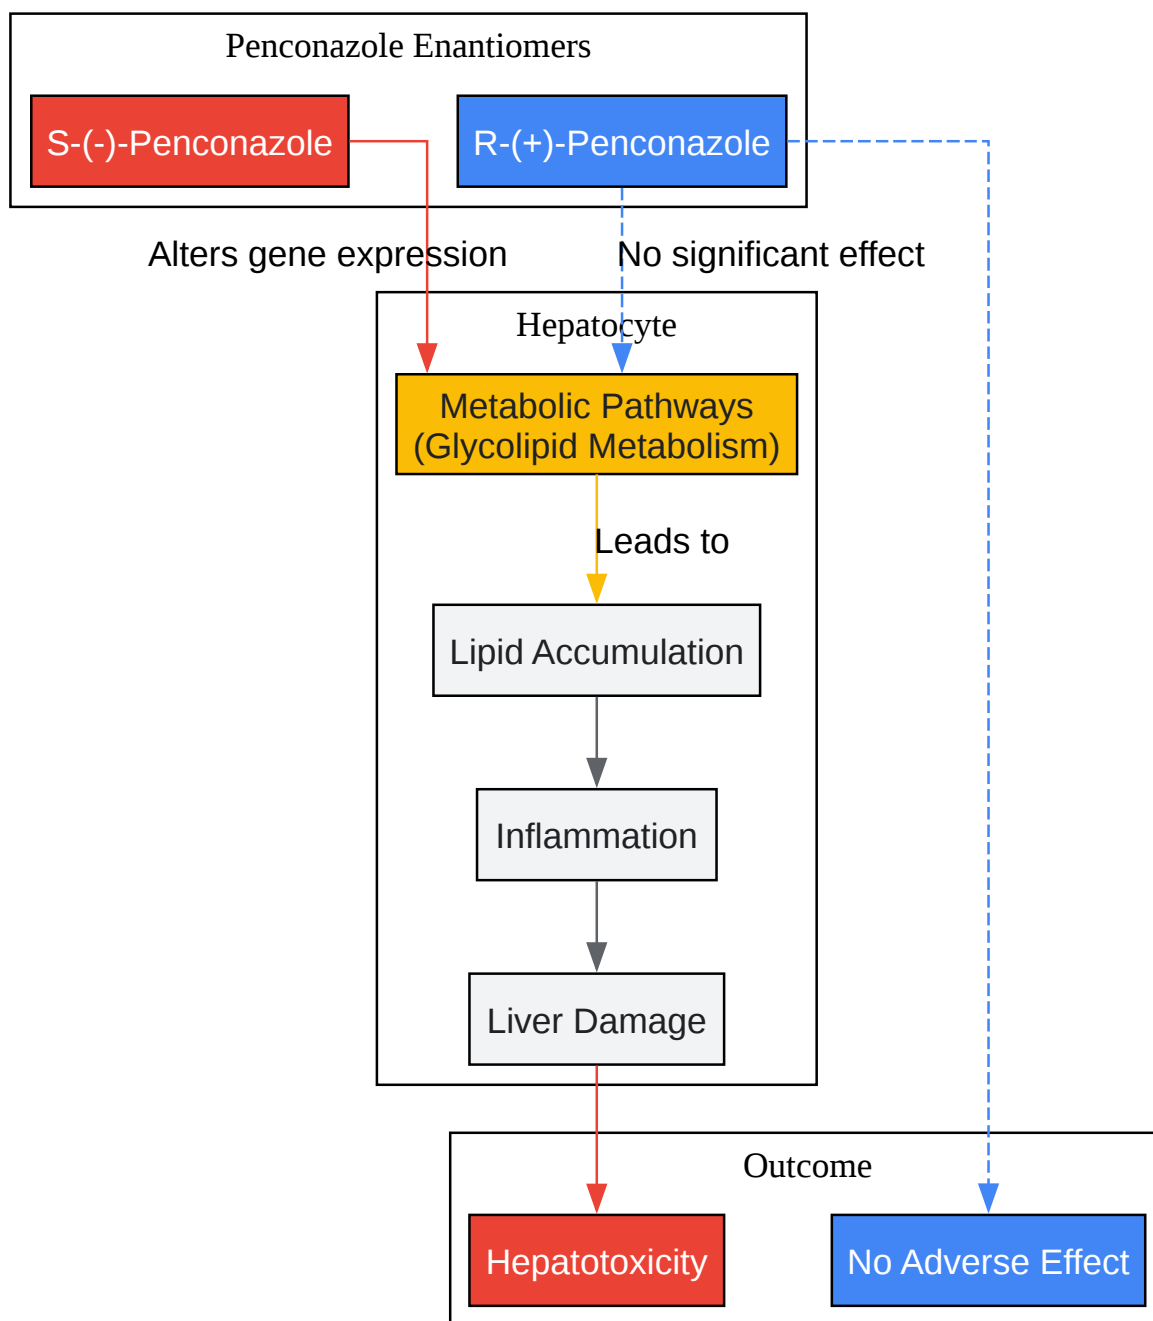 Penconazole Enantiomers
S-(-)-Penconazole
R-(+)-Penconazole
Alters gene expression
No significant effect
Hepatocyte
Metabolic Pathways
(Glycolipid Metabolism)
Leads to
Lipid Accumulation
Inflammation
Liver Damage
Outcome
Hepatotoxicity
No Adverse Effect